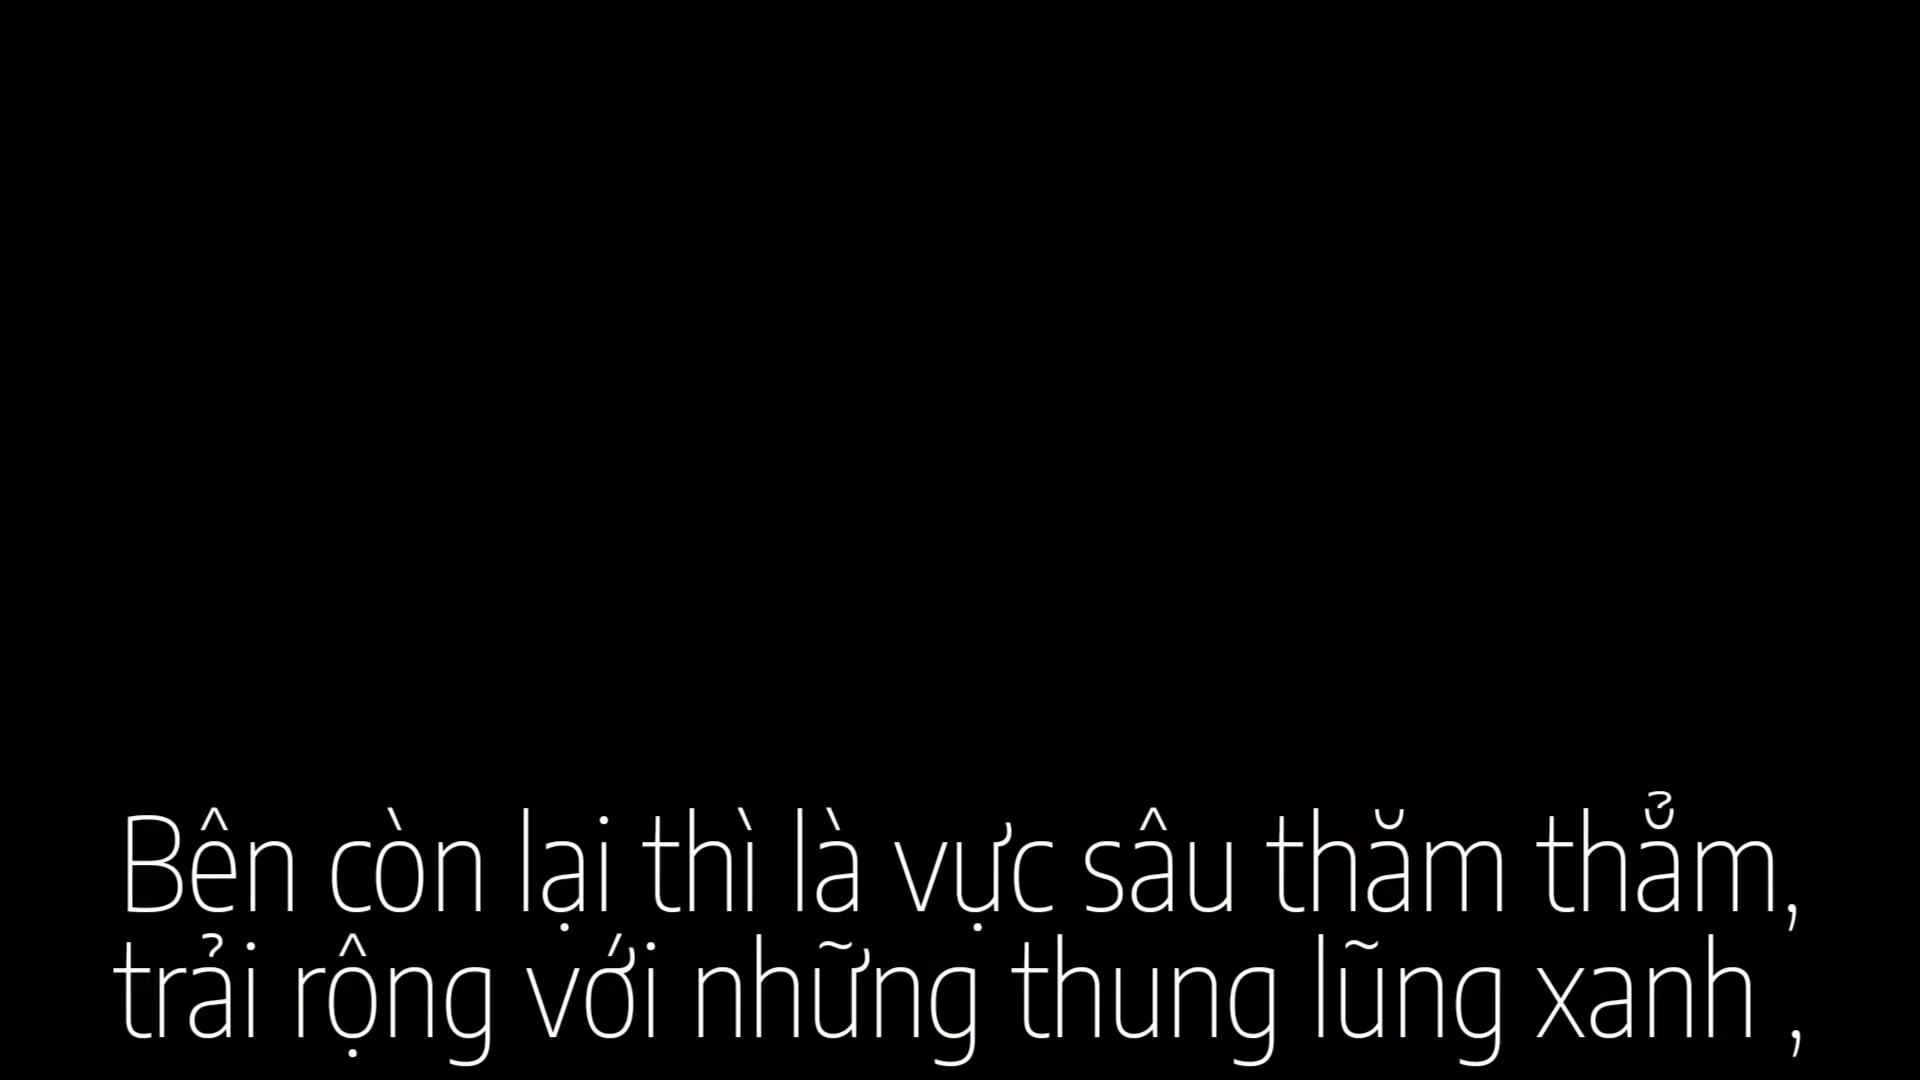 Bên còn lại thì là vực sâu thăm thẳm,
trải rộng với những thung lũng xanh ,